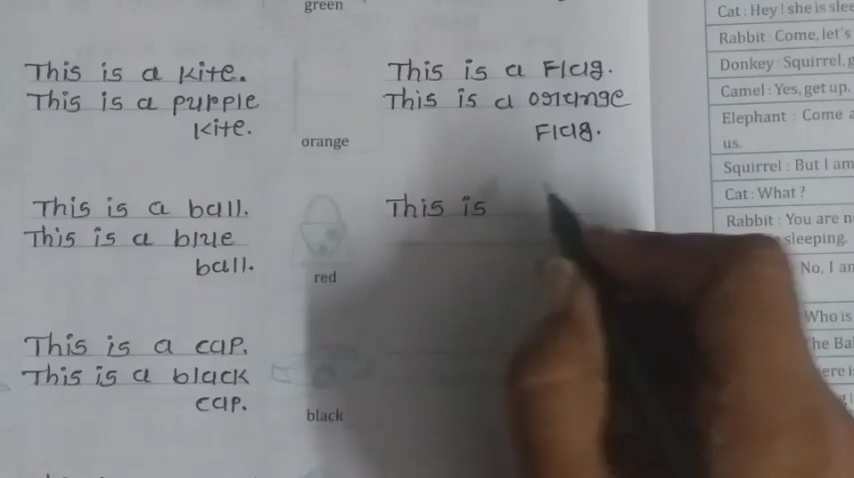 green
This is a kite.
This is a purple
kite.
orange
This is a Flag.
This is a orange
Flag.
This is a ball.
This is a blue
ball.
red
This is
This is a cap.
This is a black
cap.
black
Cat : Hey ! she is slee
Rabbit : Come, let's
Donkey : Squirrel, g
Camel : Yes, get up.
Elephant : Come a
us.
Squirrel : But I am
Cat : What ?
Rabbit : You are n
sleeping.
No, I an
Who is
he Ba
ere i